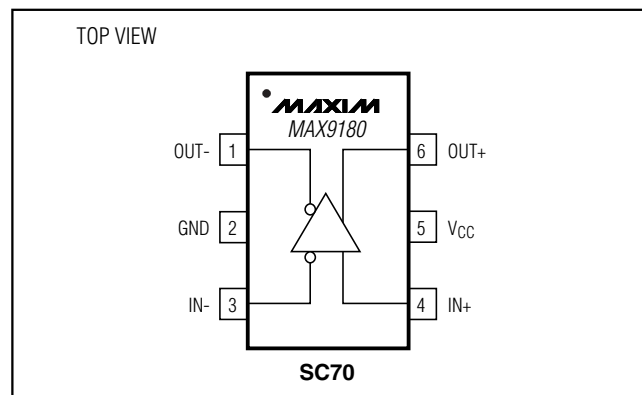 TOP VIEW
MAXIM
MAX9180
OUT- 1 6 OUT+
GND 2 5 VCC
IN- 3 4 IN+
SC70